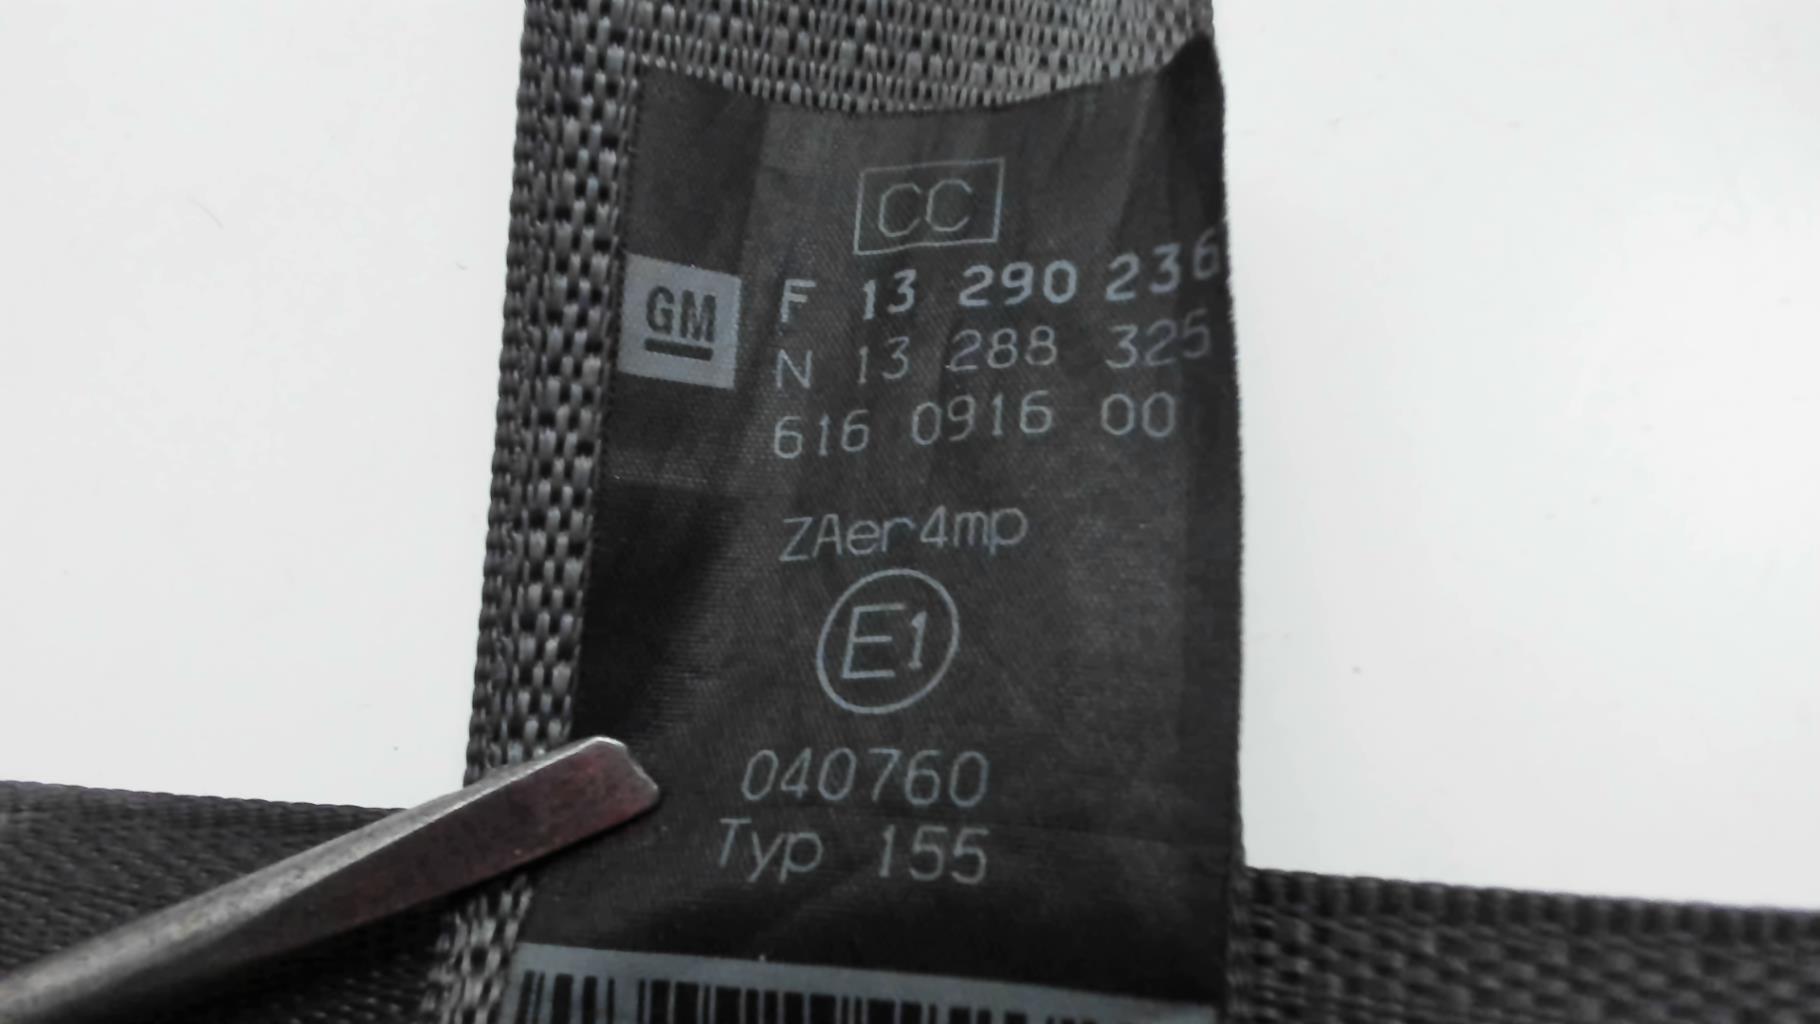 CC
GM
F 13 290 236
N 13 288 325
616 0916 00
ZAer4mp
E1
040760
Typ 155